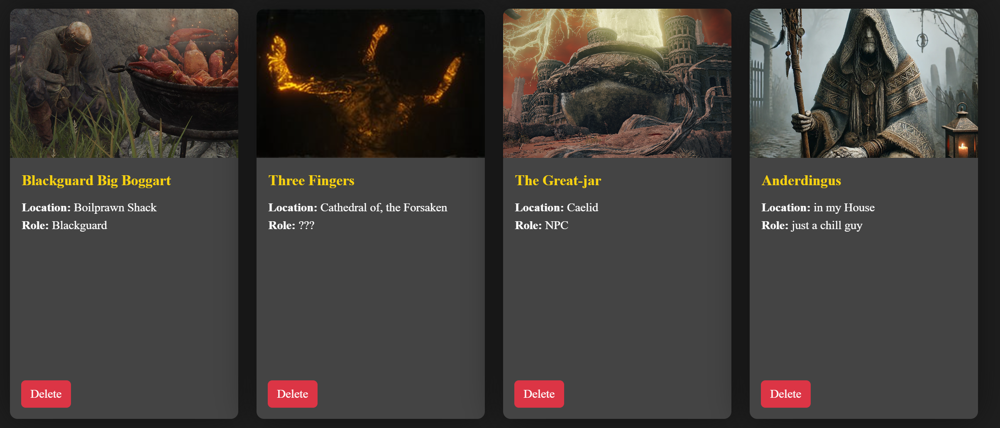 Blackguard Big Boggart
Location: Boilprawn Shack
Role: Blackguard
Delete
Three Fingers
Location: Cathedral of, the Forsaken
Role: ???
Delete
The Great-jar
Location: Caelid
Role: NPC
Delete
Anderdingus
Location: in my House
Role: just a chill guy
Delete